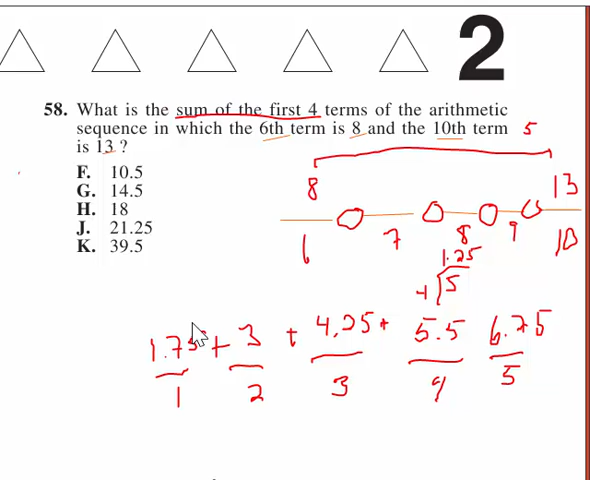 2
58. What is the sum of the first 4 terms of the arithmetic
sequence in which the 6th term is 8 and the 10th term 5
is 13 ?
F. 10.5
G. 14.5
H. 18
J. 21.25
K. 39.5
8 13
6 7 8 9 10
1.25
4 5
1.75 + 3 + 4.25 + 5.5 6.75
1 2 3 4 5